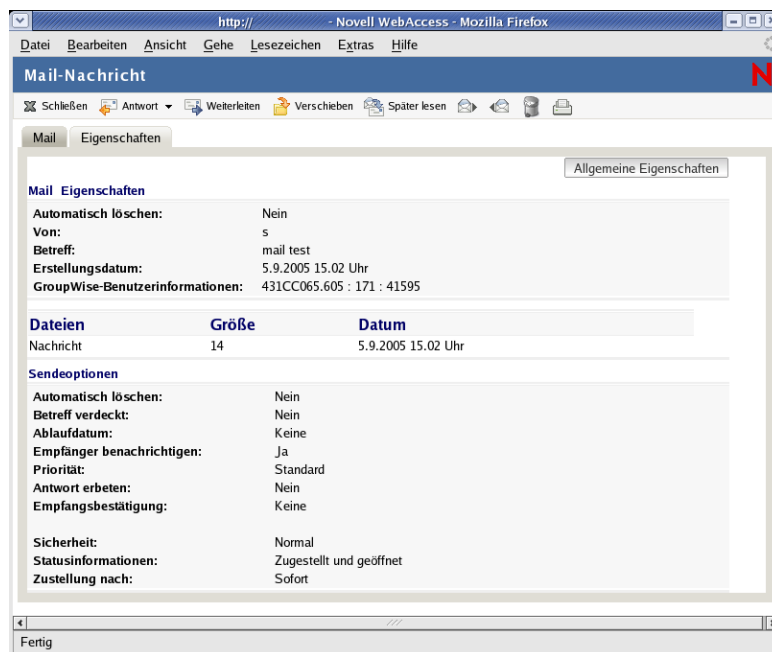 http:// - Novell WebAccess - Mozilla Firefox
Datei Bearbeiten Ansicht Gehe Lesezeichen Extras Hilfe
Mail-Nachricht N
Schließen Antwort Weiterleiten Verschieben Später lesen
Mail Eigenschaften
Allgemeine Eigenschaften
Mail Eigenschaften
Automatisch löschen: Nein
Von: s
Betreff: mail test
Erstellungsdatum: 5.9.2005 15.02 Uhr
GroupWise-Benutzerinformationen: 431CC065.605 : 171 : 41595
Dateien Größe Datum
Nachricht 14 5.9.2005 15.02 Uhr
Sendeoptionen
Automatisch löschen: Nein
Betreff verdeckt: Nein
Ablaufdatum: Keine
Empfänger benachrichtigen: Ja
Priorität: Standard
Antwort erbeten: Nein
Empfangsbestätigung: Keine
Sicherheit: Normal
Statusinformationen: Zugestellt und geöffnet
Zustellung nach: Sofort
Fertig